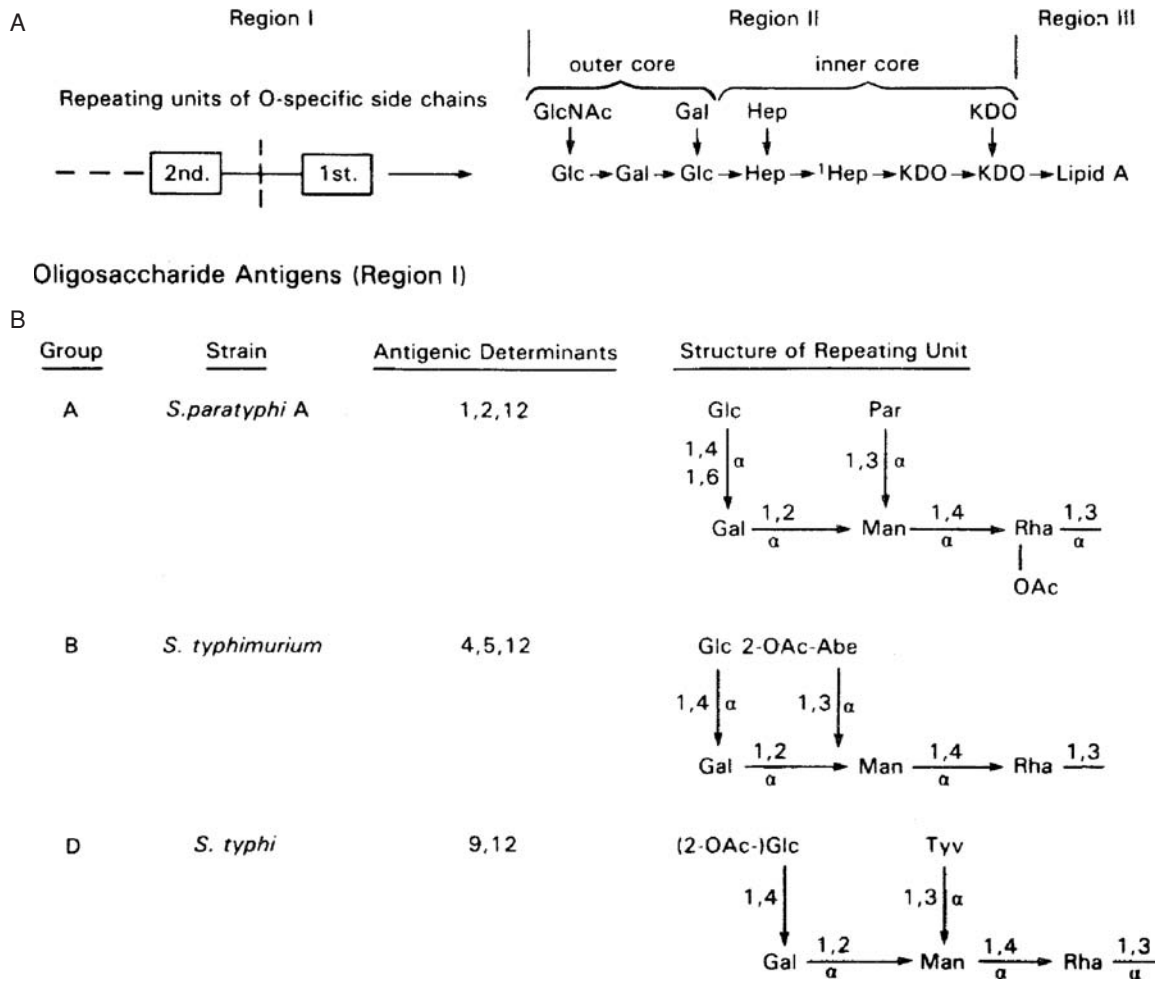 A
Region I Region II Region III
outer core inner core
Repeating units of O-specific side chains
GlcNAc Gal Hep KDO
2nd. 1st.
Glc → Gal → Glc → Hep → ¹Hep → KDO → KDO → Lipid A
Oligosaccharide Antigens (Region I)
B
Group Strain Antigenic Determinants Structure of Repeating Unit
A S.paratyphi A 1,2,12 Glc Par
1,4 α 1,3 α
1,6
Gal 1,2 α Man 1,4 α Rha 1,3 α
OAc
B S. typhimurium 4,5,12 Glc 2-OAc-Abe
1,4 α 1,3 α
Gal 1,2 α Man 1,4 α Rha 1,3
D S. typhi 9,12 (2-OAc-)Glc Tyv
1,4 1,3 α
Gal 1,2 α Man 1,4 α Rha 1,3 α